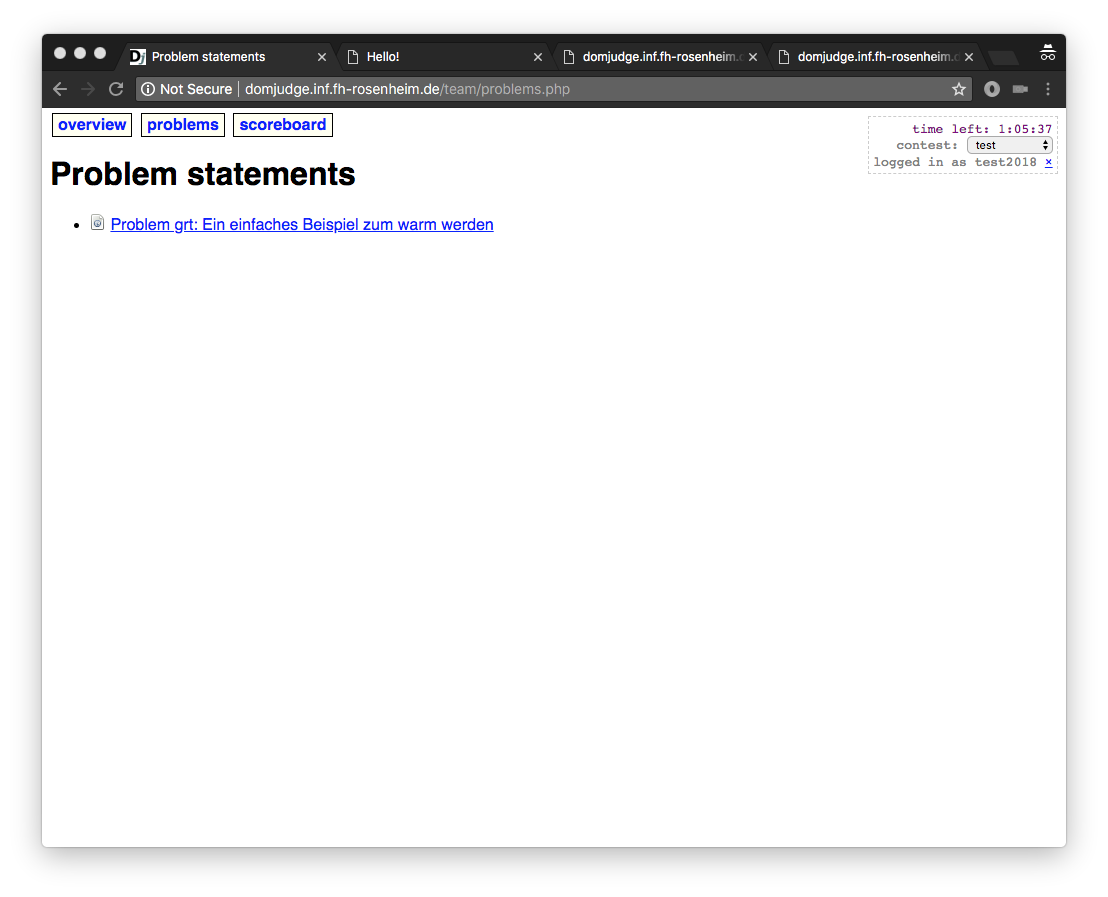 Problem statements
Hello!
domjudge.inf.fh-rosenheim.
domjudge.inf.fh-rosenheim.
Not Secure
domjudge.inf.fh-rosenheim.de/team/problems.php
overview problems scoreboard
time left: 1:05:37
contest: test
logged in as test2018 ×
Problem statements
Problem grt: Ein einfaches Beispiel zum warm werden